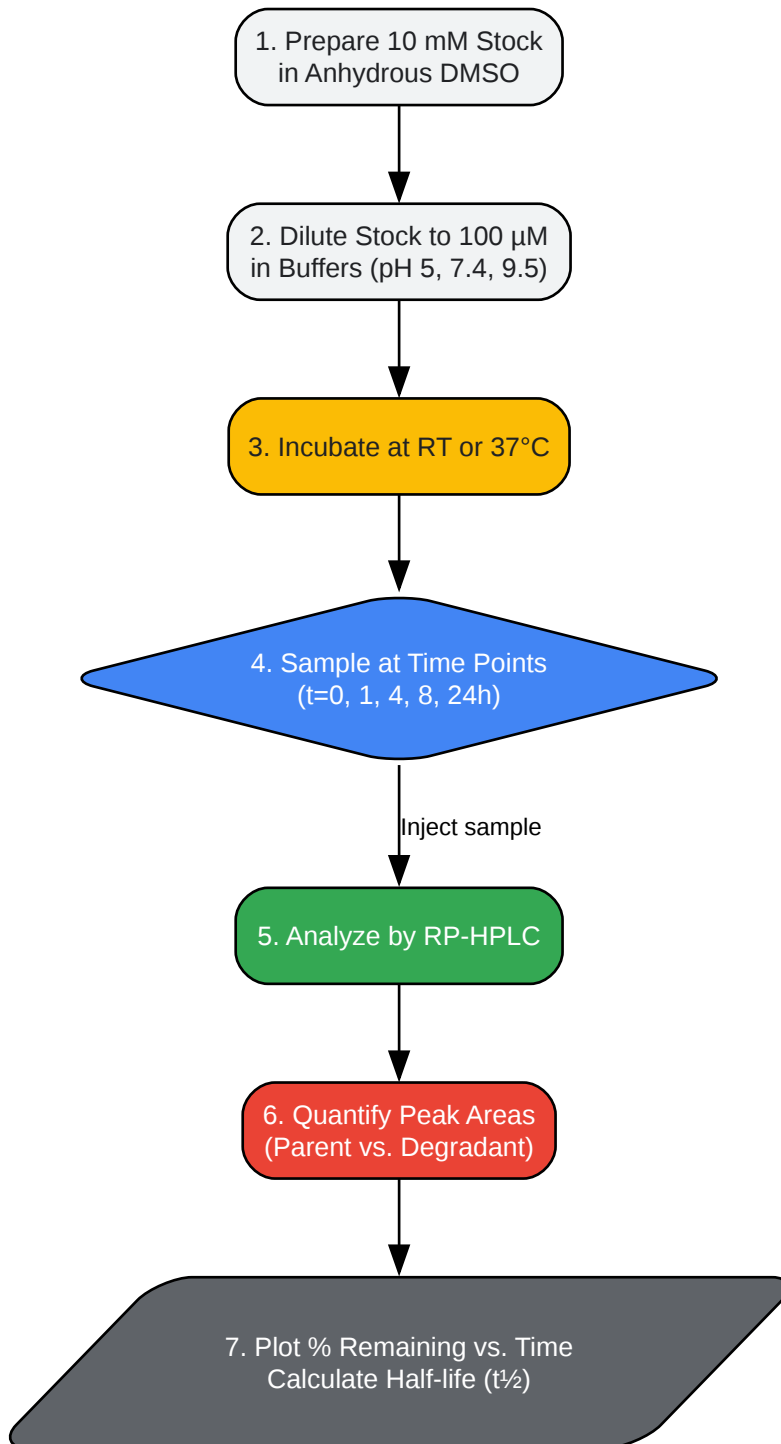 1. Prepare 10 mM Stock
in Anhydrous DMSO
2. Dilute Stock to 100 µM
in Buffers (pH 5, 7.4, 9.5)
3. Incubate at RT or 37°C
4. Sample at Time Points
(t=0, 1, 4, 8, 24h)
Inject sample
5. Analyze by RP-HPLC
6. Quantify Peak Areas
(Parent vs. Degradant)
7. Plot % Remaining vs. Time
Calculate Half-life (t½)